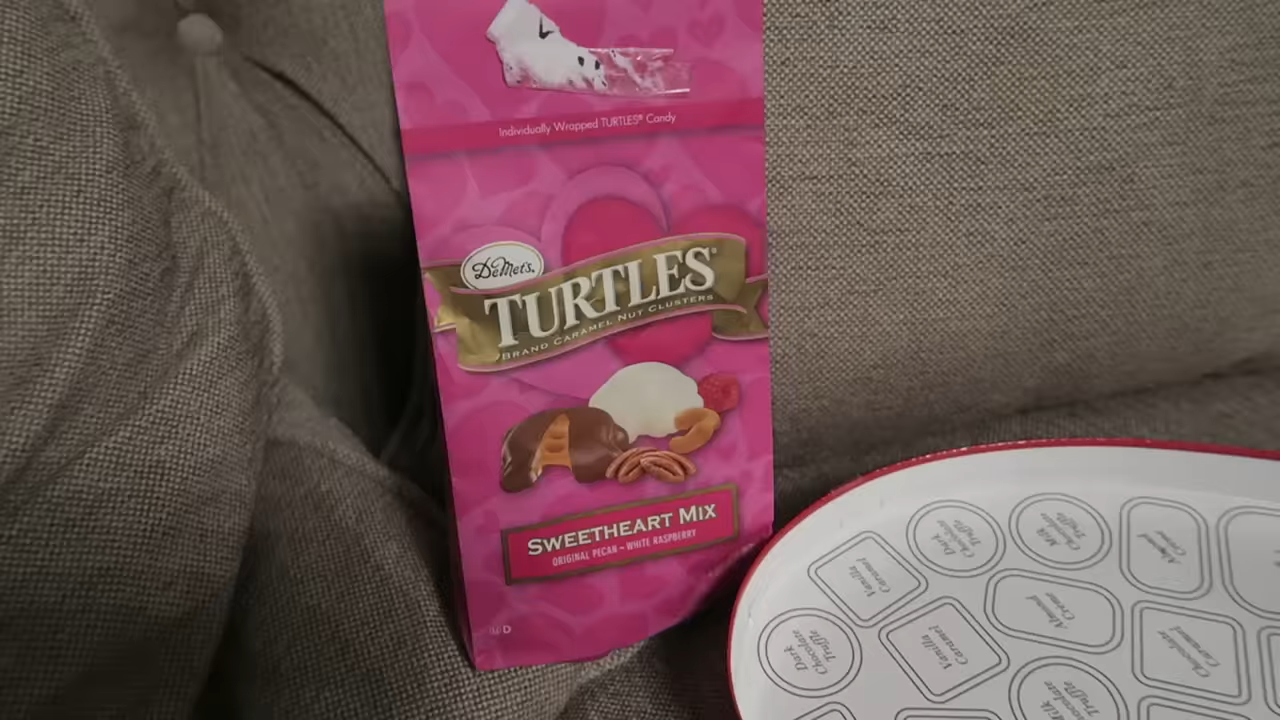 Individually Wrapped TURTLES® Candy
DeMet's.
TURTLES®
BRAND CARAMEL NUT CLUSTERS
SWEETHEART MIX
ORIGINAL PECAN ~ WHITE RASPBERRY
D
Dark
Chocolate
Truffle
Milk
Chocolate
Truffle
Almond
Creme
Vanilla
Caramel
Almond
Creme
Dark
Chocolate
Truffle
Vanilla
Caramel
Chocolate
Caramel
Truffle